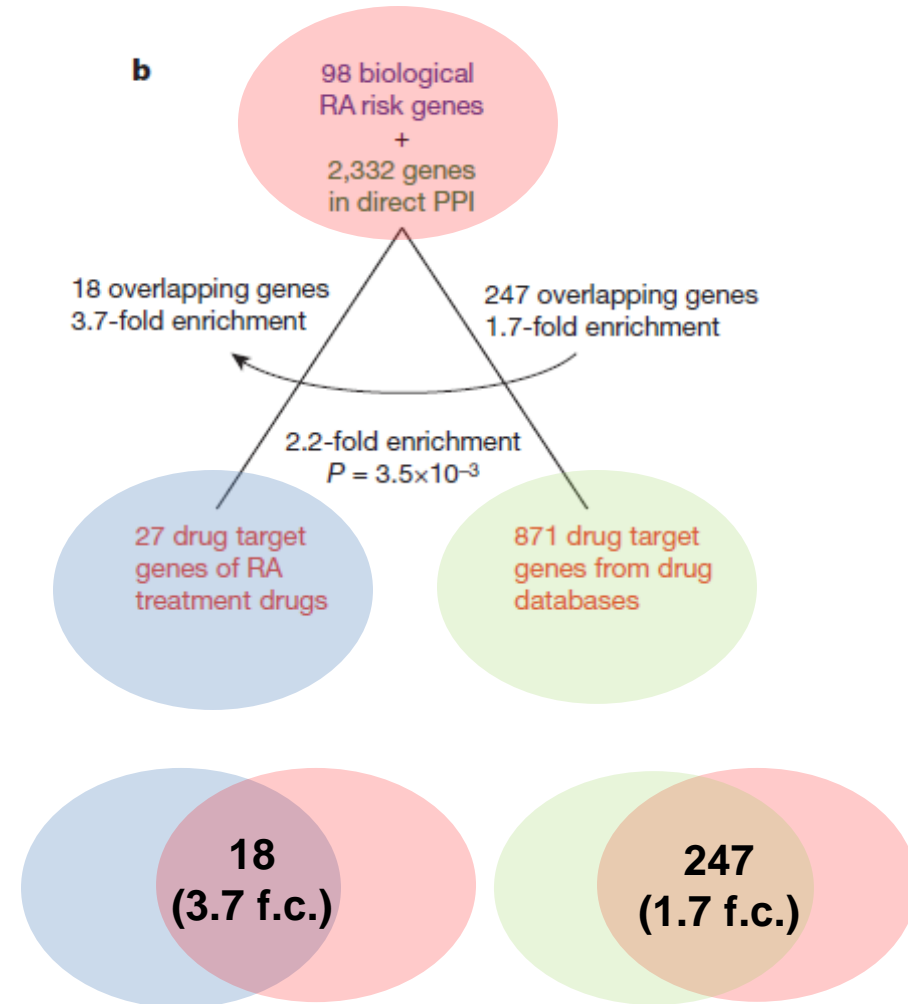 b
98 biological
RA risk genes
+
2,332 genes
in direct PPI
18 overlapping genes
3.7-fold enrichment
247 overlapping genes
1.7-fold enrichment
2.2-fold enrichment
P = 3.5×10⁻³
27 drug target
genes of RA
treatment drugs
871 drug target
genes from drug
databases
18
(3.7 f.c.)
247
(1.7 f.c.)